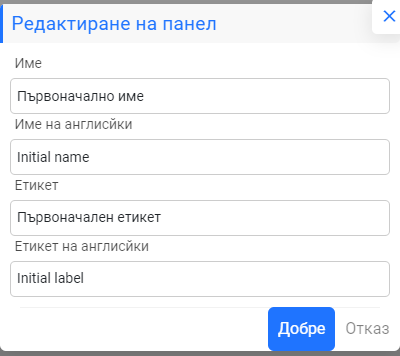 Редактиране на панел
Име
Първоначално име
Име на английски
Initial name
Етикет
Първоначален етикет
Етикет на английски
Initial label
Добре
Отказ